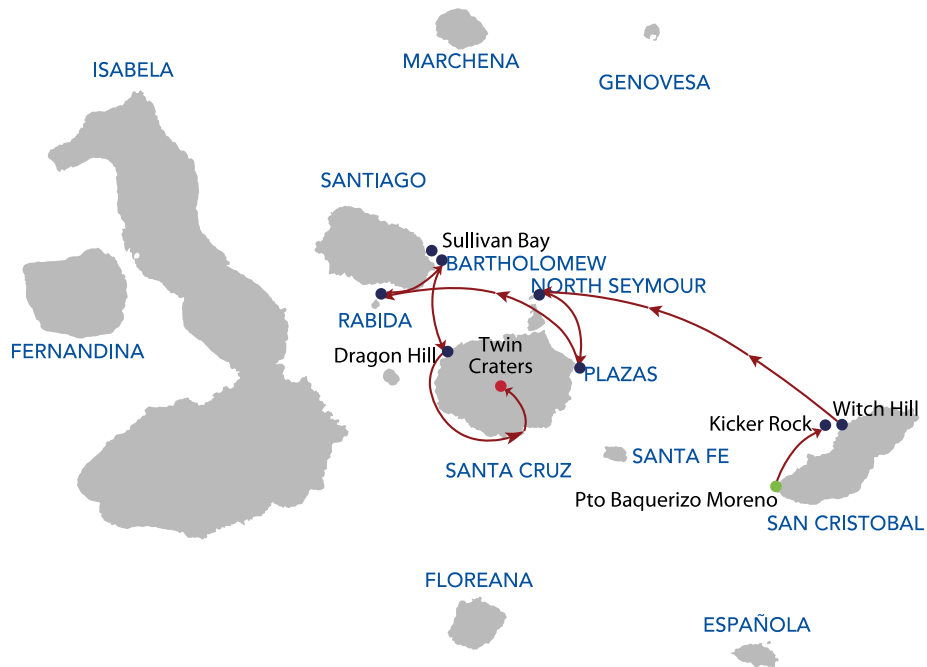 MARCHENA
ISABELA
GENOVESA
SANTIAGO
Sullivan Bay
BARTHOLOMEW
NORTH SEYMOUR
RABIDA
FERNANDINA
Dragon Hill
Twin
Craters
PLAZAS
Kicker Rock
Witch Hill
SANTA CRUZ
SANTA FE
Pto Baquerizo Moreno
SAN CRISTOBAL
FLOREANA
ESPAÑOLA